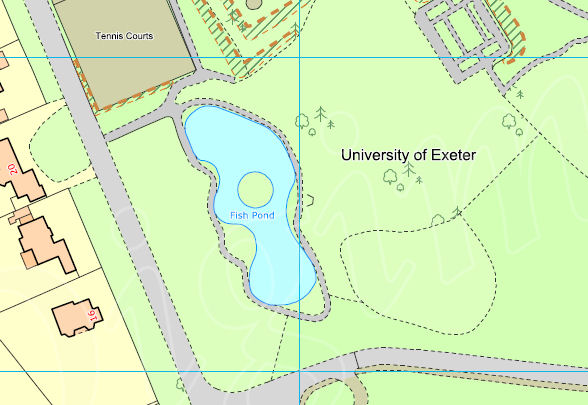 Tennis Courts
University of Exeter
20
Fish Pond
16